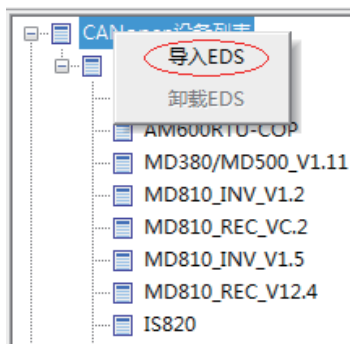 CANopen设备列表
导入EDS
卸载EDS
AM600RTU-COP
MD380/MD500_V1.11
MD810_INV_V1.2
MD810_REC_VC.2
MD810_INV_V1.5
MD810_REC_V12.4
IS820